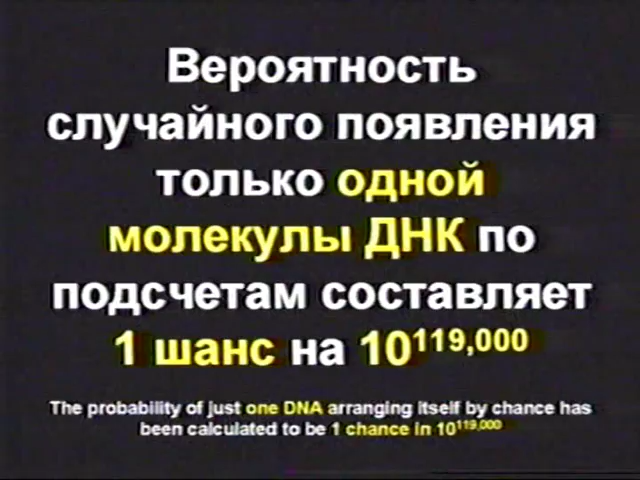 Вероятность
случайного появления
только одной
молекулы ДНК по
подсчетам составляет
1 шанс на 10¹¹⁹,⁰⁰⁰
The probability of just one DNA arranging itself by chance has
been calculated to be 1 chance in 10¹¹⁹,⁰⁰⁰